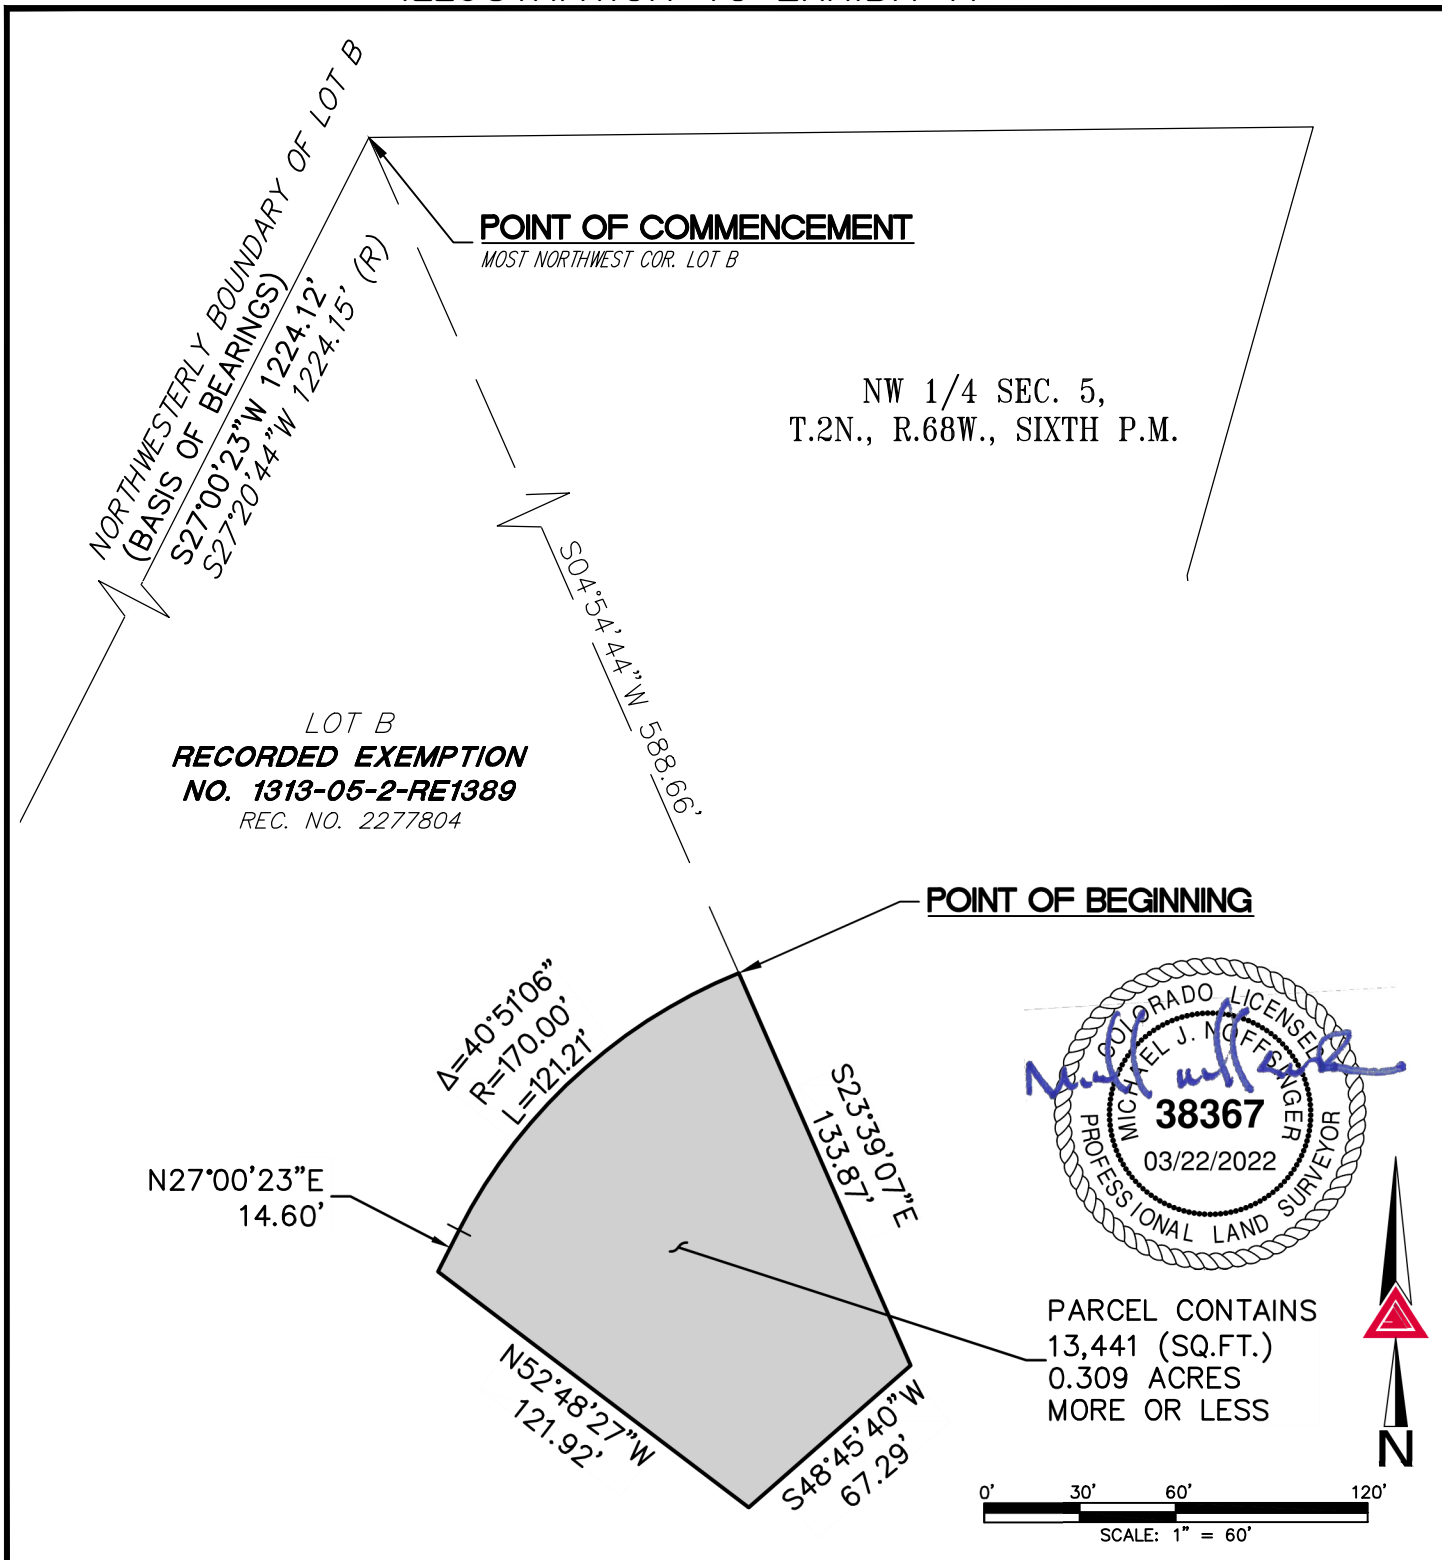 ILLUSTRATION TO EXHIBIT A
NORTHWESTERLY BOUNDARY OF LOT B
(BASIS OF BEARINGS)
S27°00'23"W 1224.12'
S27°20'44"W 1224.15' (R)
POINT OF COMMENCEMENT
MOST NORTHWEST COR. LOT B
NW 1/4 SEC. 5,
T.2N., R.68W., SIXTH P.M.
S04°54'44"W 588.66'
LOT B
RECORDED EXEMPTION
NO. 1313-05-2-RE1389
REC. NO. 2277804
POINT OF BEGINNING
Δ=40°51'06"
R=170.00'
L=121.21'
S23°39'07"E
133.87'
N27°00'23"E
14.60'
N52°48'27"W
121.92'
S48°45'40"W
67.29'
COLORADO LICENSED
MICHAEL J. NOFFSINGER
38367
03/22/2022
PROFESSIONAL LAND SURVEYOR
PARCEL CONTAINS
13,441 (SQ.FT.)
0.309 ACRES
MORE OR LESS
N
0' 30' 60' 120'
SCALE: 1" = 60'